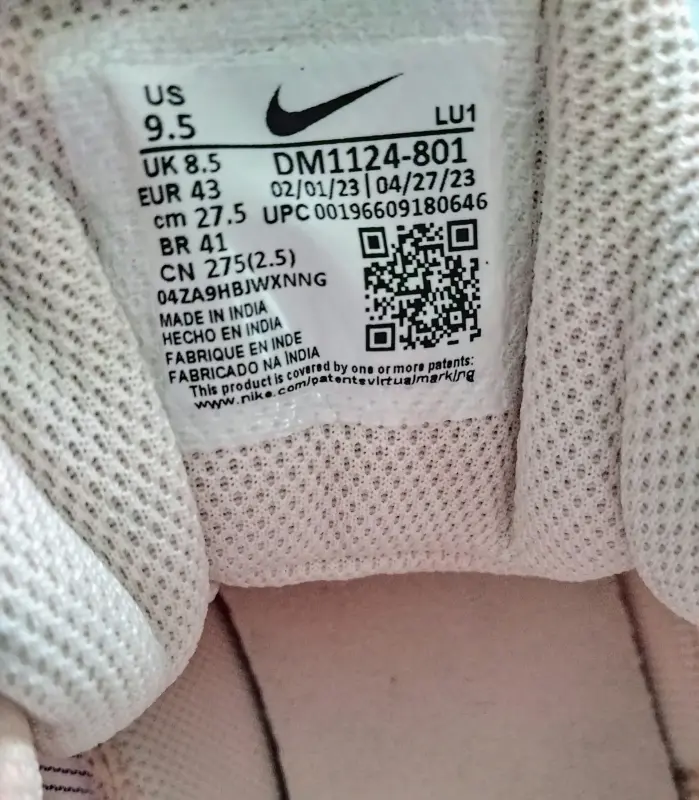 US
9.5
LU1
UK 8.5
DM1124-801
EUR 43
02/01/23 | 04/27/23
cm 27.5
UPC 00196609180646
BR 41
CN 275(2.5)
04ZA9HBJWXNNG
MADE IN INDIA
HECHO EN INDIA
FABRIQUE EN INDE
FABRICADO NA ÍNDIA
This product is covered by one or more patents:
www.nike.com/patentsvirtualmarking